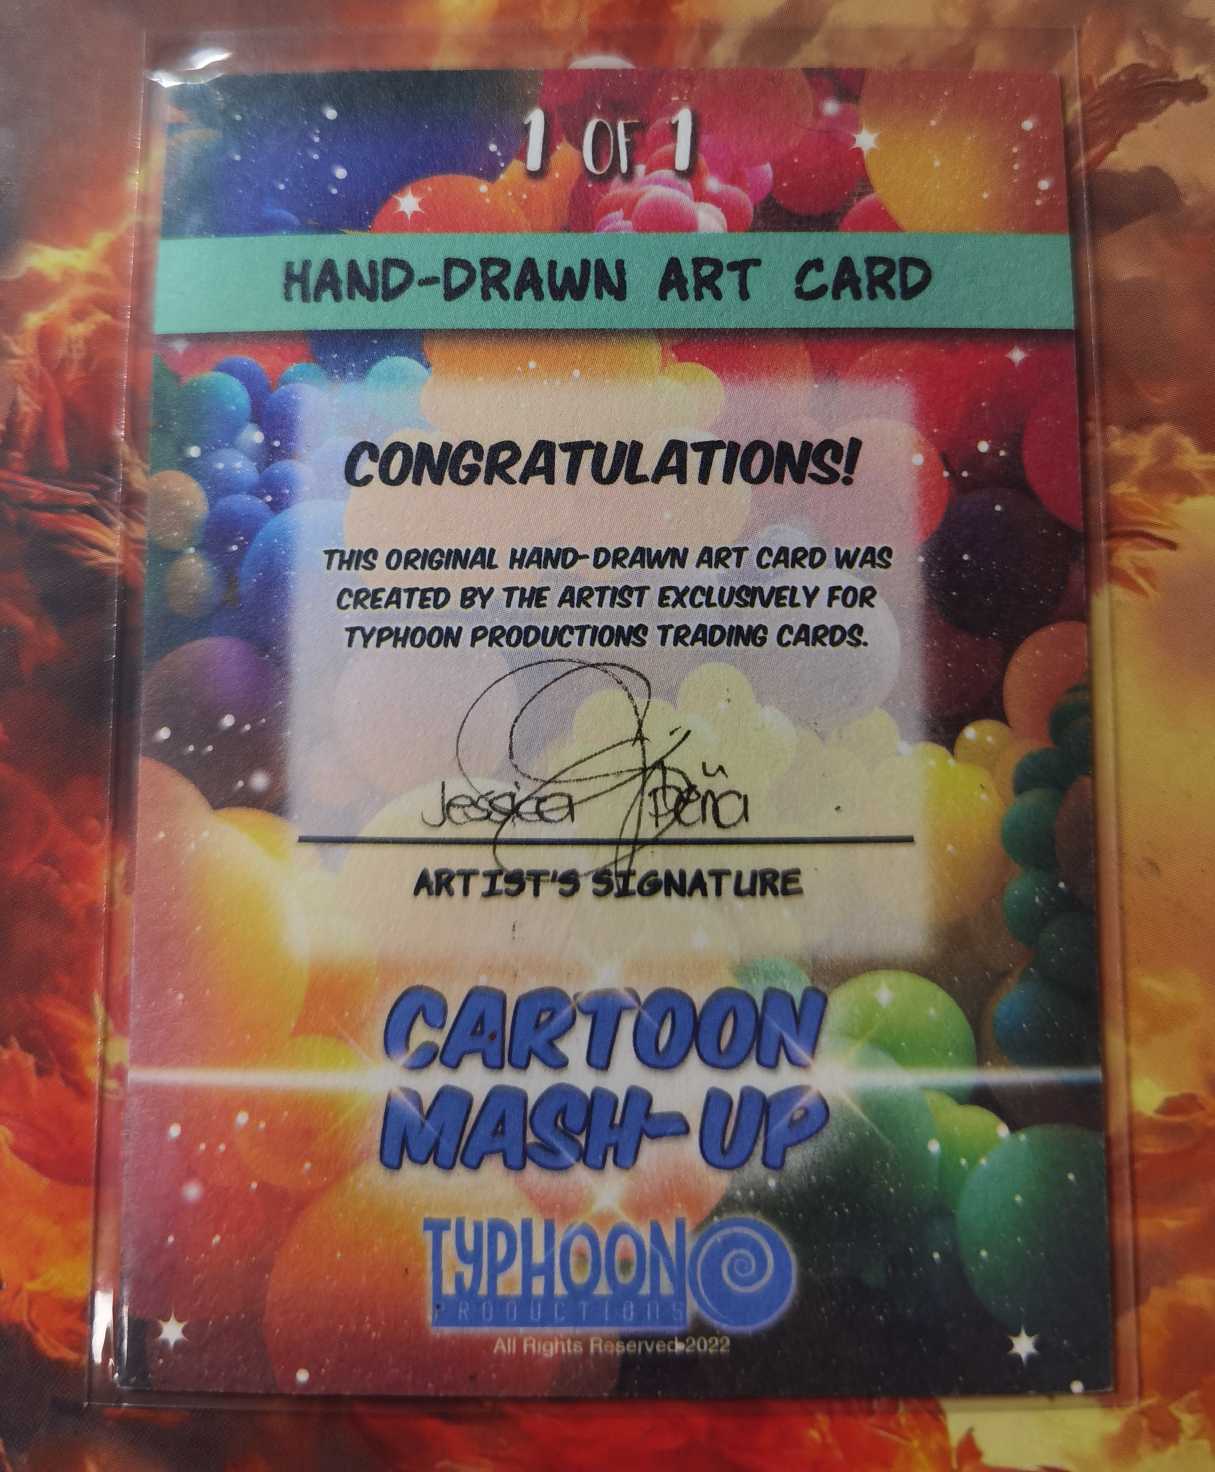 1 OF 1
HAND-DRAWN ART CARD
CONGRATULATIONS!
THIS ORIGINAL HAND-DRAWN ART CARD WAS
CREATED BY THE ARTIST EXCLUSIVELY FOR
TYPHOON PRODUCTIONS TRADING CARDS.
Jessica Peña
ARTIST'S SIGNATURE
CARTOON
MASH-UP
TYPHOON
PRODUCTIONS
All Rights Reserved 2022